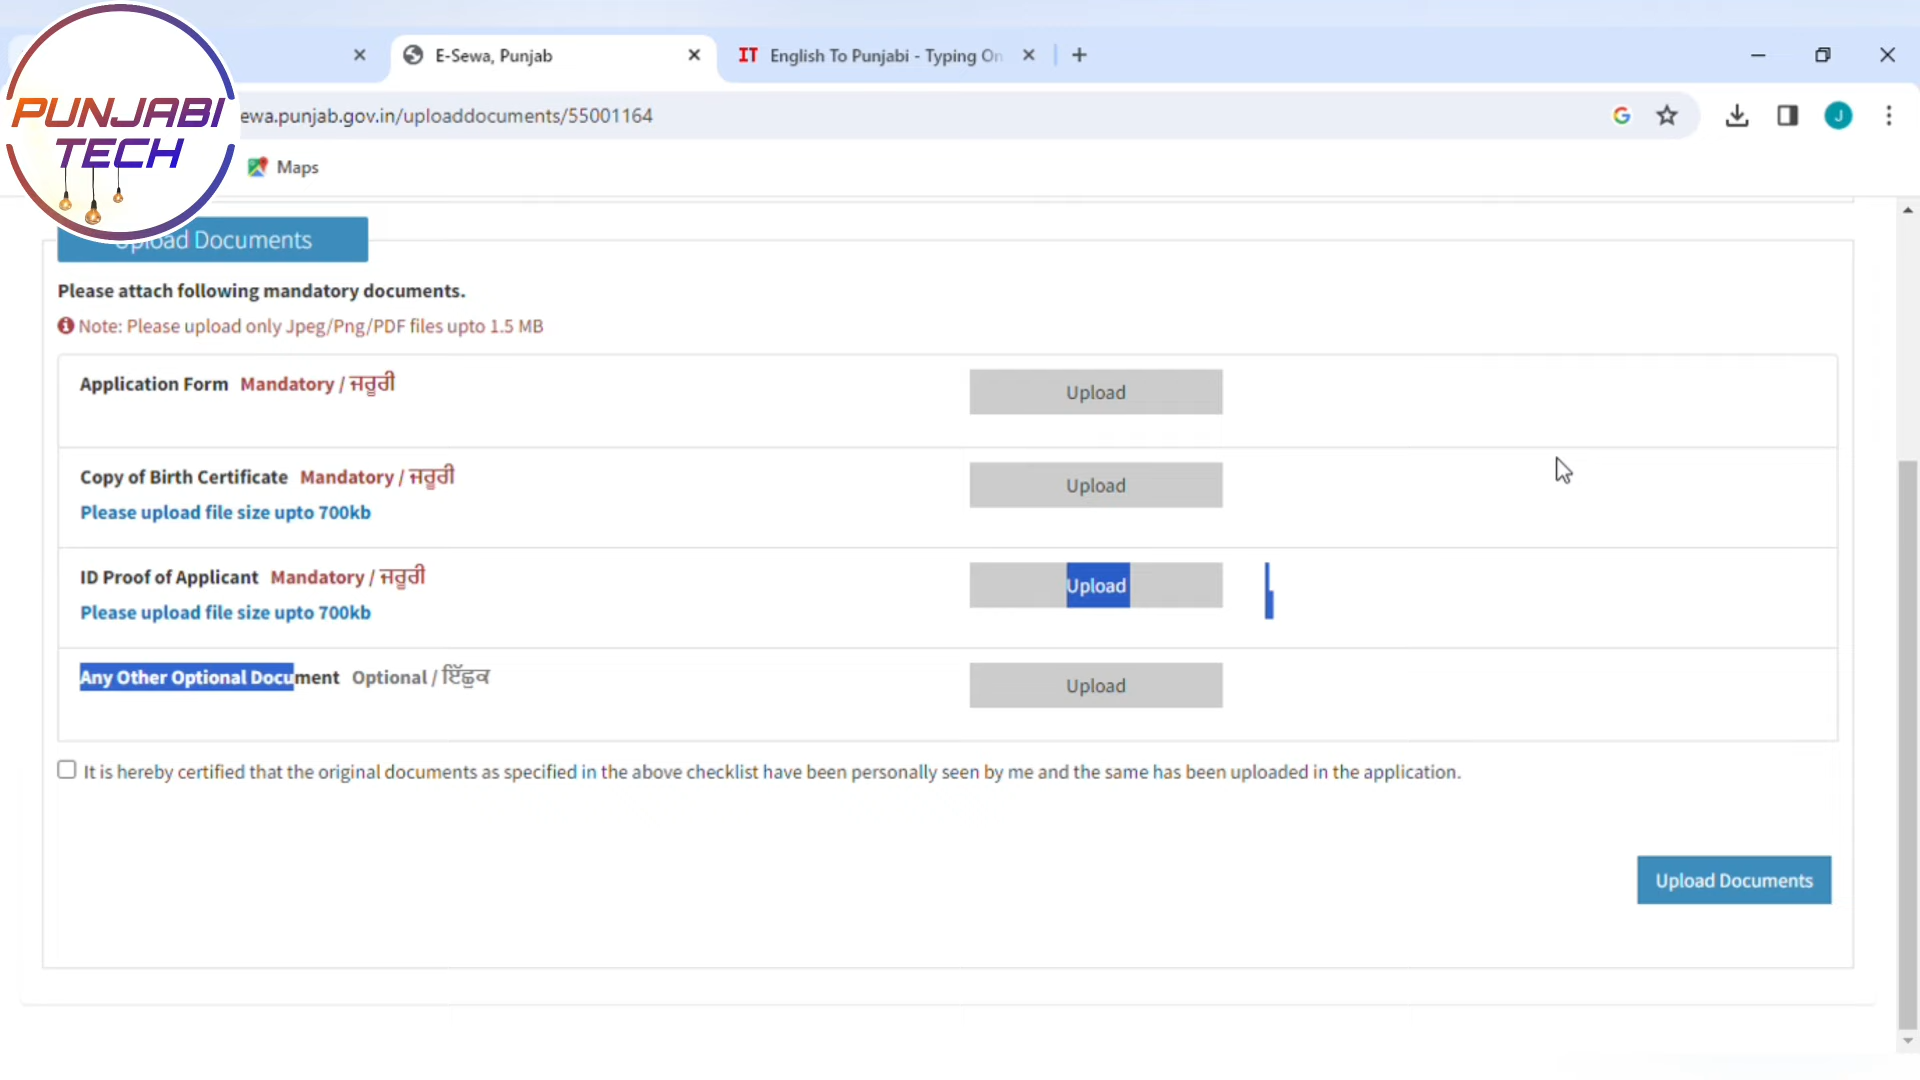 PUNJABI
TECH
E-Sewa, Punjab
IT English To Punjabi - Typing On
ewa.punjab.gov.in/uploaddocuments/55001164
G
J
Maps
Upload Documents
Please attach following mandatory documents.
Note: Please upload only Jpeg/Png/PDF files upto 1.5 MB
Application Form Mandatory / ਜਰੂਰੀ
Upload
Copy of Birth Certificate Mandatory / ਜਰੂਰੀ
Upload
Please upload file size upto 700kb
ID Proof of Applicant Mandatory / ਜਰੂਰੀ
Upload
Please upload file size upto 700kb
Any Other Optional Document Optional / ਇੱਛੁਕ
Upload
It is hereby certified that the original documents as specified in the above checklist have been personally seen by me and the same has been uploaded in the application.
Upload Documents